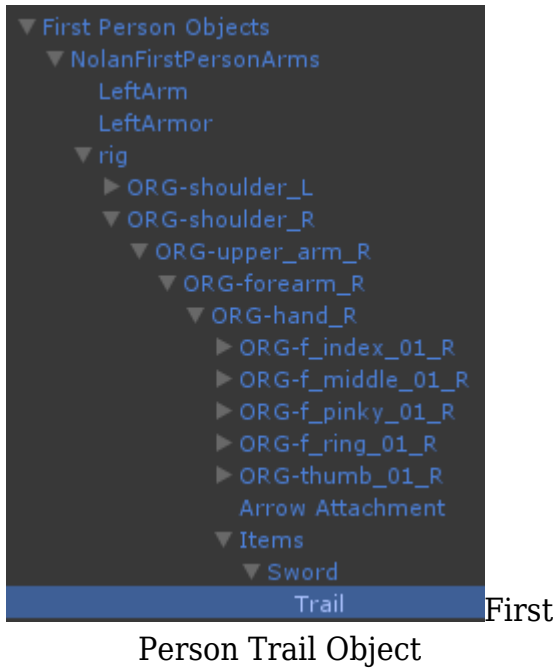 First Person Objects
NolanFirstPersonArms
LeftArm
LeftArmor
rig
ORG-shoulder_L
ORG-shoulder_R
ORG-upper_arm_R
ORG-forearm_R
ORG-hand_R
ORG-f_index_01_R
ORG-f_middle_01_R
ORG-f_pinky_01_R
ORG-f_ring_01_R
ORG-thumb_01_R
Arrow Attachment
Items
Sword
Trail
First
Person Trail Object